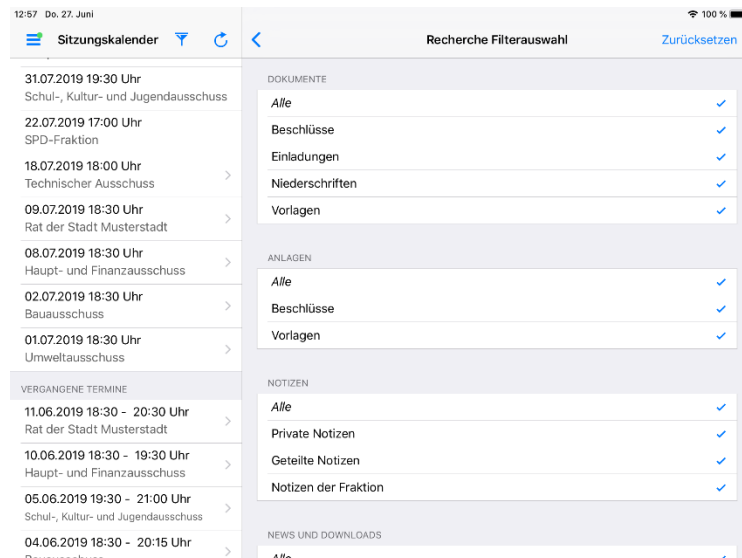 12:57 Do. 27. Juni
100 %
Sitzungskalender
31.07.2019 19:30 Uhr
Schul-, Kultur- und Jugendausschuss
22.07.2019 17:00 Uhr
SPD-Fraktion
18.07.2019 18:00 Uhr
Technischer Ausschuss
09.07.2019 18:30 Uhr
Rat der Stadt Musterstadt
08.07.2019 18:30 Uhr
Haupt- und Finanzausschuss
02.07.2019 18:30 Uhr
Bauausschuss
01.07.2019 18:30 Uhr
Umweltausschuss
VERGANGENE TERMINE
11.06.2019 18:30 - 20:30 Uhr
Rat der Stadt Musterstadt
10.06.2019 18:30 - 19:30 Uhr
Haupt- und Finanzausschuss
05.06.2019 19:30 - 21:00 Uhr
Schul-, Kultur- und Jugendausschuss
04.06.2019 18:30 - 20:15 Uhr
Bauausschuss
Recherche Filterauswahl
Zurücksetzen
DOKUMENTE
Alle
Beschlüsse
Einladungen
Niederschriften
Vorlagen
ANLAGEN
Alle
Beschlüsse
Vorlagen
NOTIZEN
Alle
Private Notizen
Geteilte Notizen
Notizen der Fraktion
NEWS UND DOWNLOADS
Alle